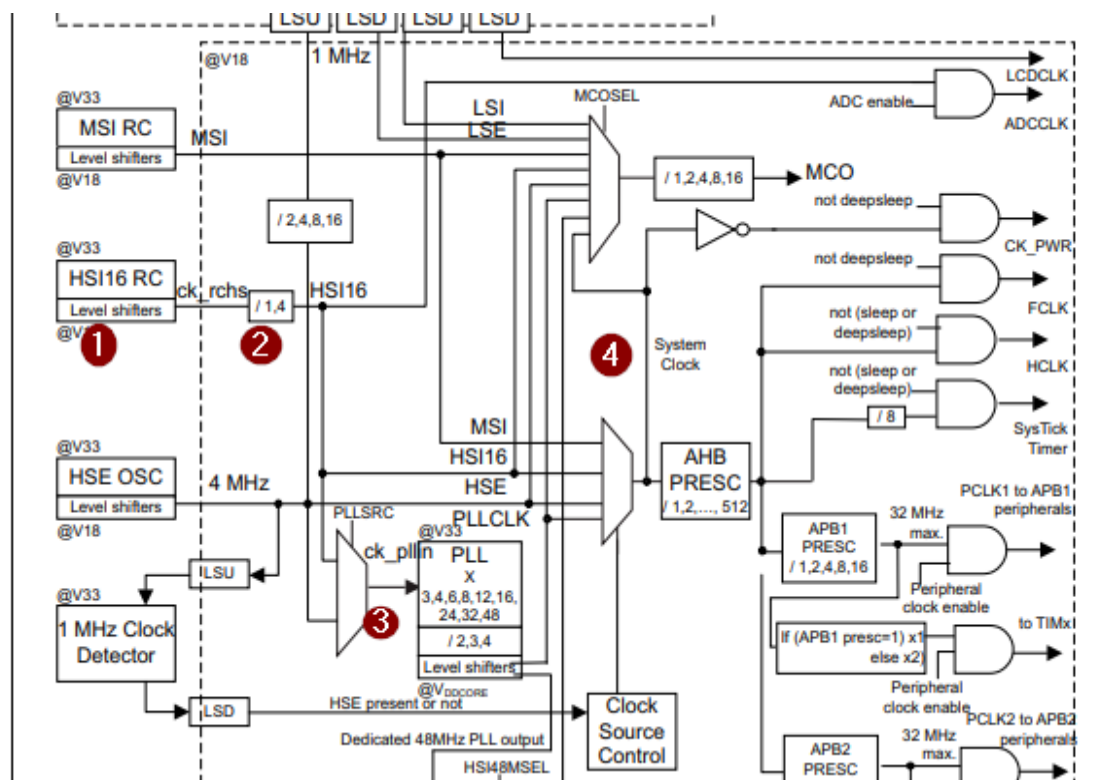 LSU LSD LSD LSD
@V18
1 MHz
LCDCLK
ADC enable
ADCCLK
@V33
MSI RC
Level shifters
@V18
MSI
LSI
LSE
MCOSEL
/ 1,2,4,8,16
MCO
/ 2,4,8,16
not deepsleep
CK_PWR
@V33
HSI16 RC
Level shifters
ck_rchs
/ 1,4
HSI16
1
2
not deepsleep
FCLK
not (sleep or
deepsleep)
HCLK
4
System
Clock
not (sleep or
deepsleep)
/ 8
SysTick
Timer
@V33
HSE OSC
Level shifters
@V18
4 MHz
MSI
HSI16
HSE
PLLCLK
AHB
PRESC
/ 1,2,..., 512
PLLSRC
ck_pllin
3
@V33
PLL
X
3,4,6,8,12,16,
24,32,48
/ 2,3,4
Level shifters
@VDDCORE
PCLK1 to APB1
peripherals
32 MHz
max.
APB1
PRESC
/ 1,2,4,8,16
Peripheral
clock enable
LSU
@V33
1 MHz Clock
Detector
to TIMx
If (APB1 presc=1) x1
else x2)
Peripheral
clock enable
LSD
HSE present or not
Clock
Source
Control
Dedicated 48MHz PLL output
HSI48MSEL
PCLK2 to APB2
peripherals
32 MHz
max.
APB2
PRESC